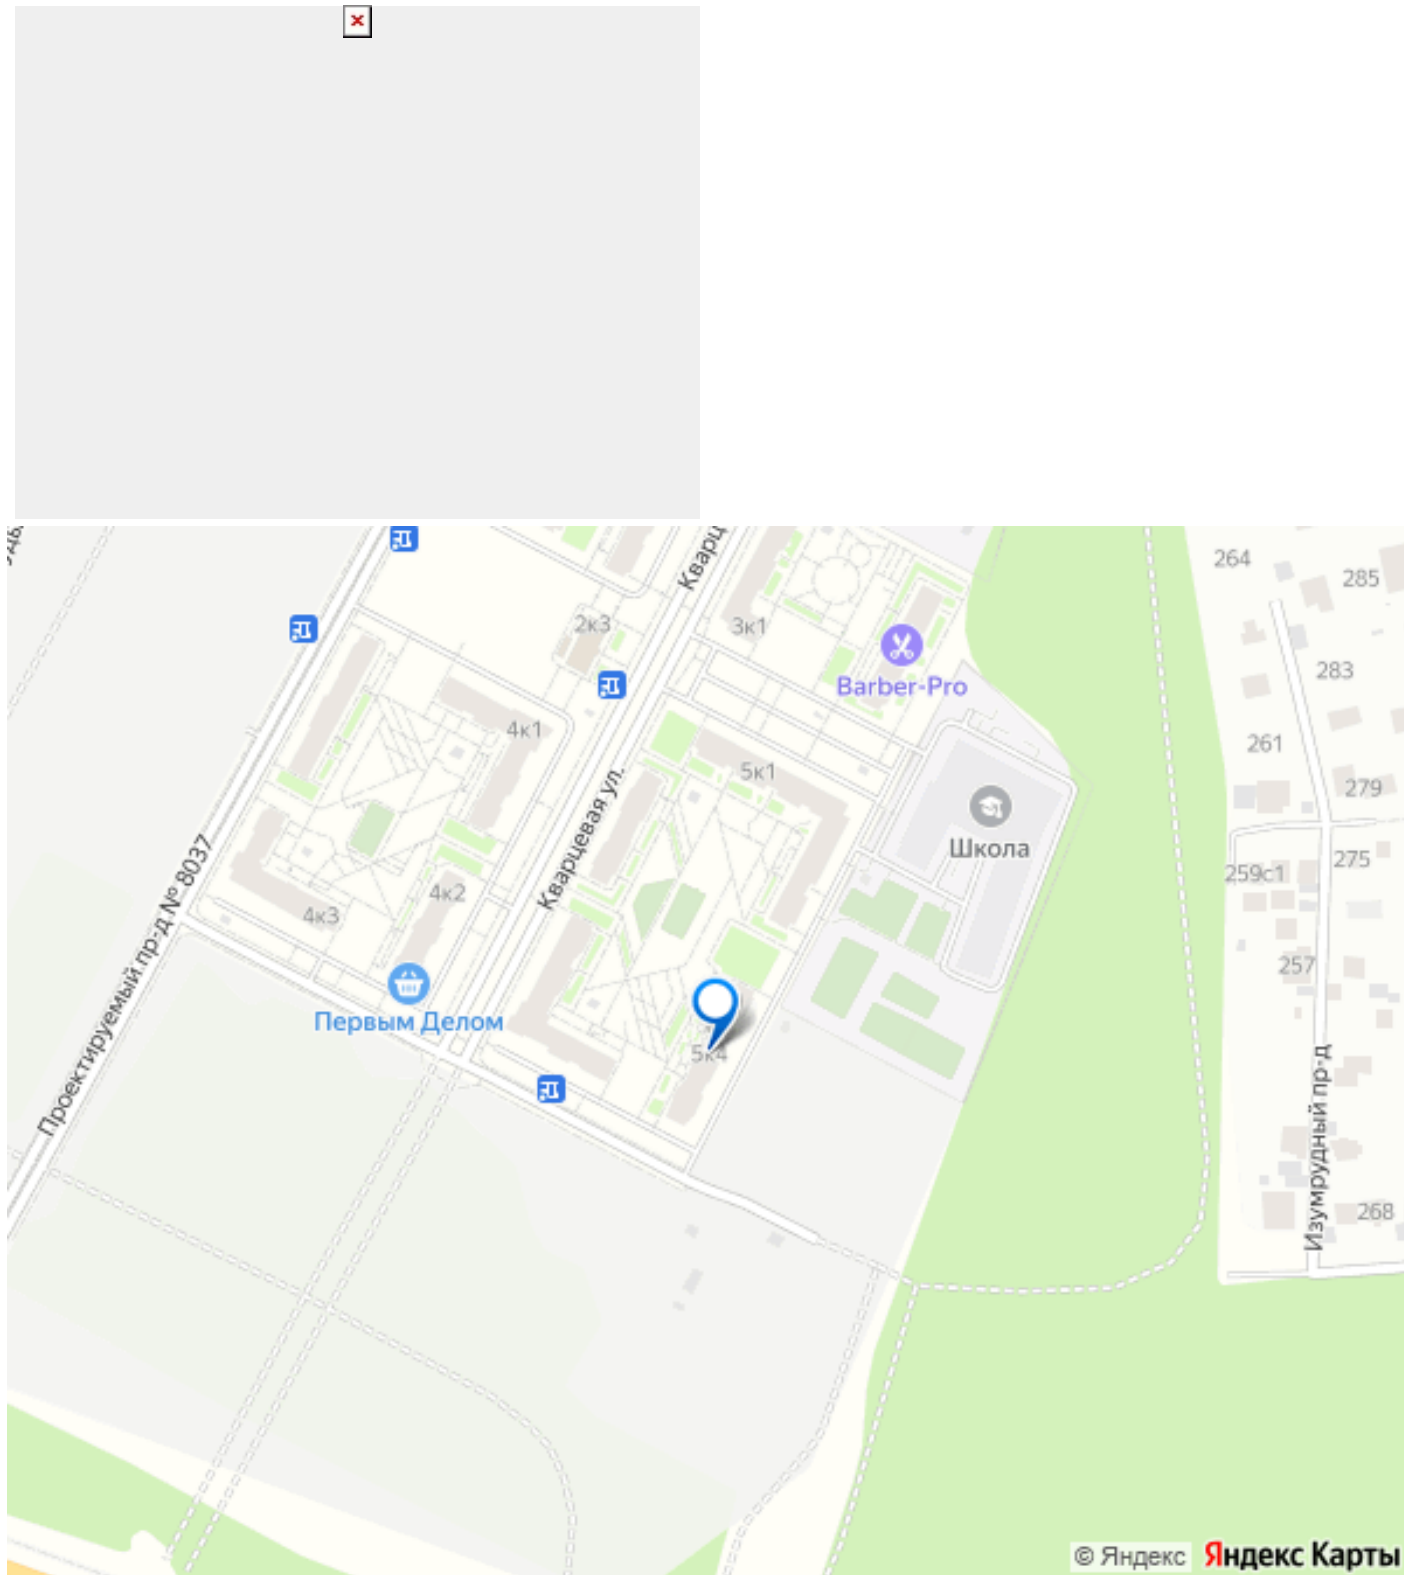 Кварц
264
285
2к3
3к1
283
Barber-Pro
4к1
261
5к1
279
Кварцевая ул.
Школа
275
259с1
Проектируемый пр-д № 8037
4к2
4к3
257
Первым Делом
5к4
Изумрудный пр-д
268
© Яндекс Яндекс Карты